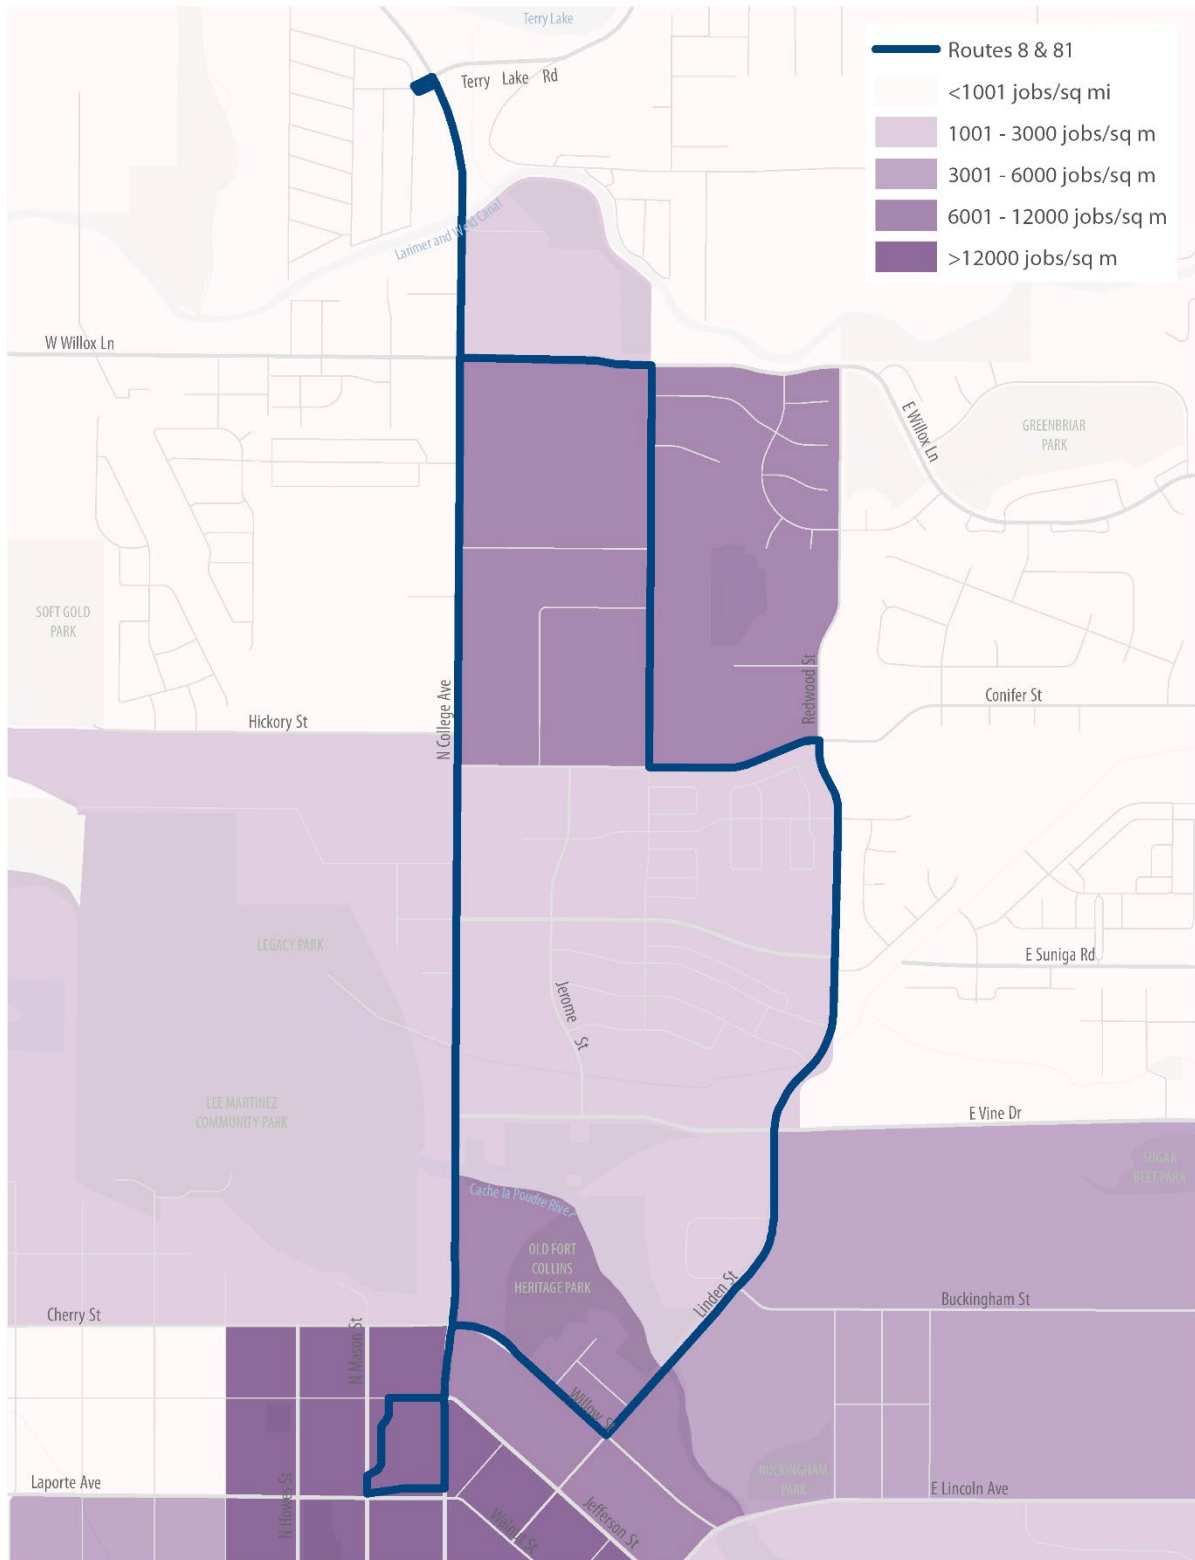 Terry Lake
Routes 8 & 81
Terry Lake Rd
<1001 jobs/sq mi
1001 - 3000 jobs/sq m
3001 - 6000 jobs/sq m
6001 - 12000 jobs/sq m
>12000 jobs/sq m
Larimer and Weld Canal
W Willox Ln
E Willox Ln
GREENBRIAR
PARK
SOFT GOLD
PARK
Redwood St
N College Ave
Conifer St
Hickory St
LEGACY PARK
E Suniga Rd
Jerome St
LEE MARTINEZ
COMMUNITY PARK
E Vine Dr
SUGAR
BEET PARK
Cache la Poudre River
OLD FORT
COLLINS
HERITAGE PARK
Linden St
Buckingham St
Cherry St
N Mason St
Willow St
Laporte Ave
N Howes St
BUCKINGHAM
PARK
E Lincoln Ave
Jefferson St
Walnut St